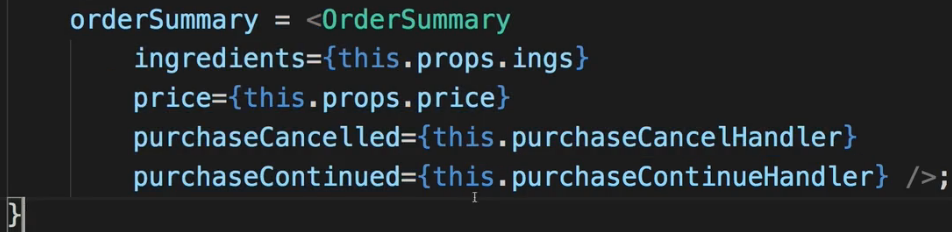 orderSummary = <OrderSummary
ingredients={this.props.ings}
price={this.props.price}
purchaseCancelled={this.purchaseCancelHandler}
purchaseContinued={this.purchaseContinueHandler} />;
}